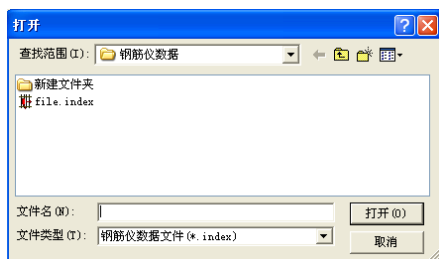 打开
查找范围(I): 钢筋仪数据
新建文件夹
file.index
文件名(N): 打开(O)
文件类型(T): 钢筋仪数据文件(*.index) 取消